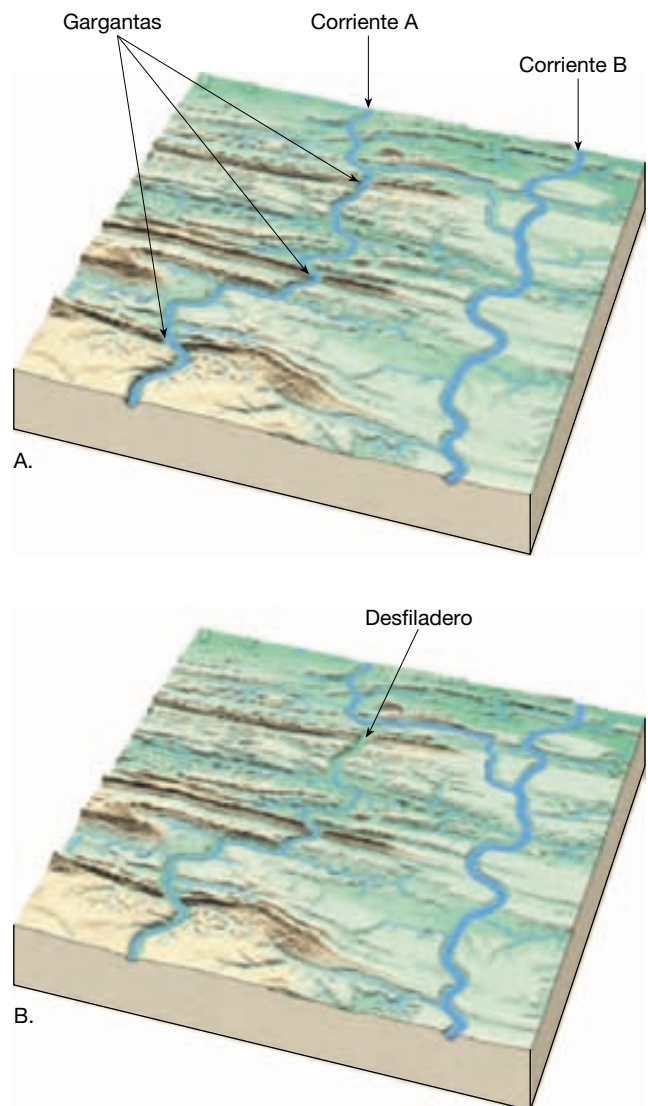 Gargantas
Corriente A
Corriente B
A.
Desfiladero
B.